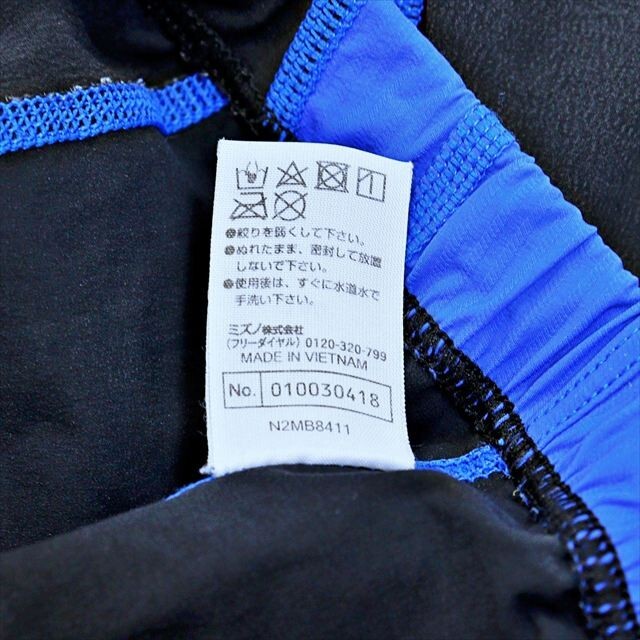 ●絞りを弱くして下さい。
●ぬれたまま、密封して放置
しないで下さい。
●使用後は、すぐに水道水で
手洗い下さい。
ミズノ株式会社
(フリーダイヤル) 0120-320-799
MADE IN VIETNAM
No. 010030418
N2MB8411